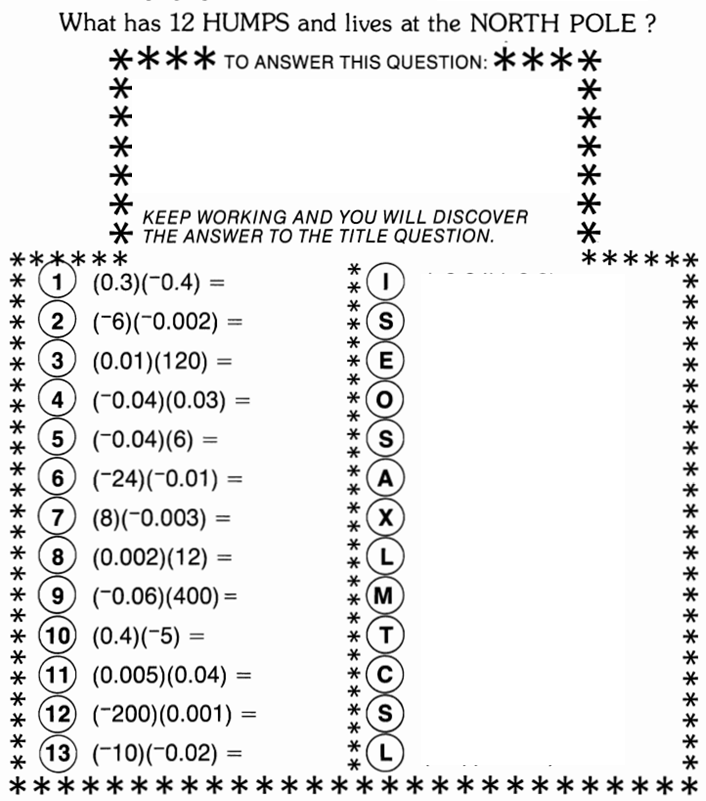 What has 12 HUMPS and lives at the NORTH POLE ?
**** TO ANSWER THIS QUESTION: ****
KEEP WORKING AND YOU WILL DISCOVER
THE ANSWER TO THE TITLE QUESTION.
1 (0.3)(⁻0.4) = I
2 (⁻6)(⁻0.002) = S
3 (0.01)(120) = E
4 (⁻0.04)(0.03) = O
5 (⁻0.04)(6) = S
6 (⁻24)(⁻0.01) = A
7 (8)(⁻0.003) = X
8 (0.002)(12) = L
9 (⁻0.06)(400) = M
10 (0.4)(⁻5) = T
11 (0.005)(0.04) = C
12 (⁻200)(0.001) = S
13 (⁻10)(⁻0.02) = L